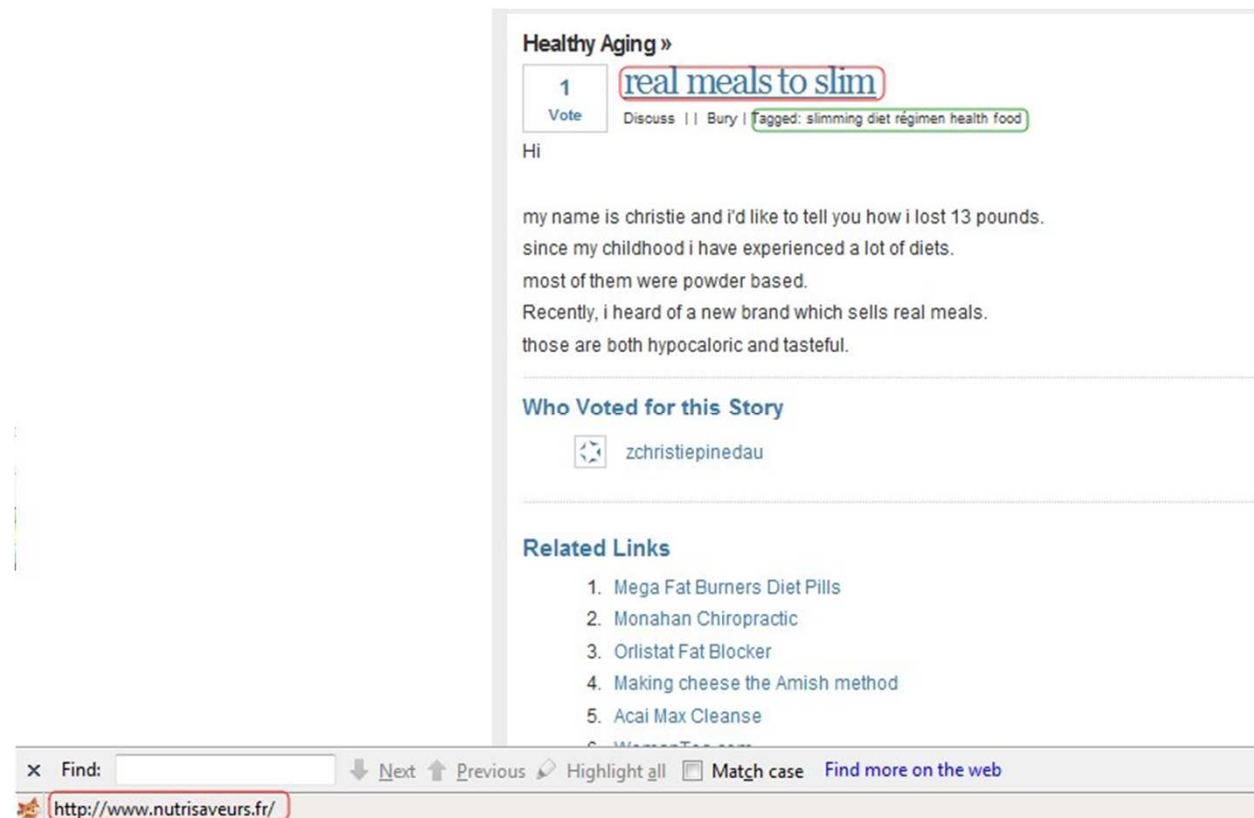 Healthy Aging »
1
Vote
real meals to slim
Discuss || Bury | Tagged: slimming diet régimen health food
Hi
my name is christie and i'd like to tell you how i lost 13 pounds.
since my childhood i have experienced a lot of diets.
most of them were powder based.
Recently, i heard of a new brand which sells real meals.
those are both hypocaloric and tasteful.
Who Voted for this Story
zchristiepinedau
Related Links
1. Mega Fat Burners Diet Pills
2. Monahan Chiropractic
3. Orlistat Fat Blocker
4. Making cheese the Amish method
5. Acai Max Cleanse
× Find: Next Previous Highlight all Match case Find more on the web
http://www.nutrisaveurs.fr/